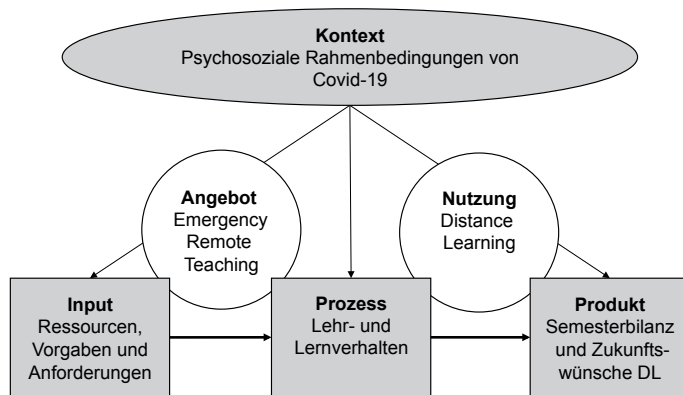 Kontext
Psychosoziale Rahmenbedingungen von
Covid-19
Angebot
Emergency
Remote
Teaching
Nutzung
Distance
Learning
Input
Ressourcen,
Vorgaben und
Anforderungen
Prozess
Lehr- und
Lernverhalten
Produkt
Semesterbilanz
und Zukunfts-
wünsche DL